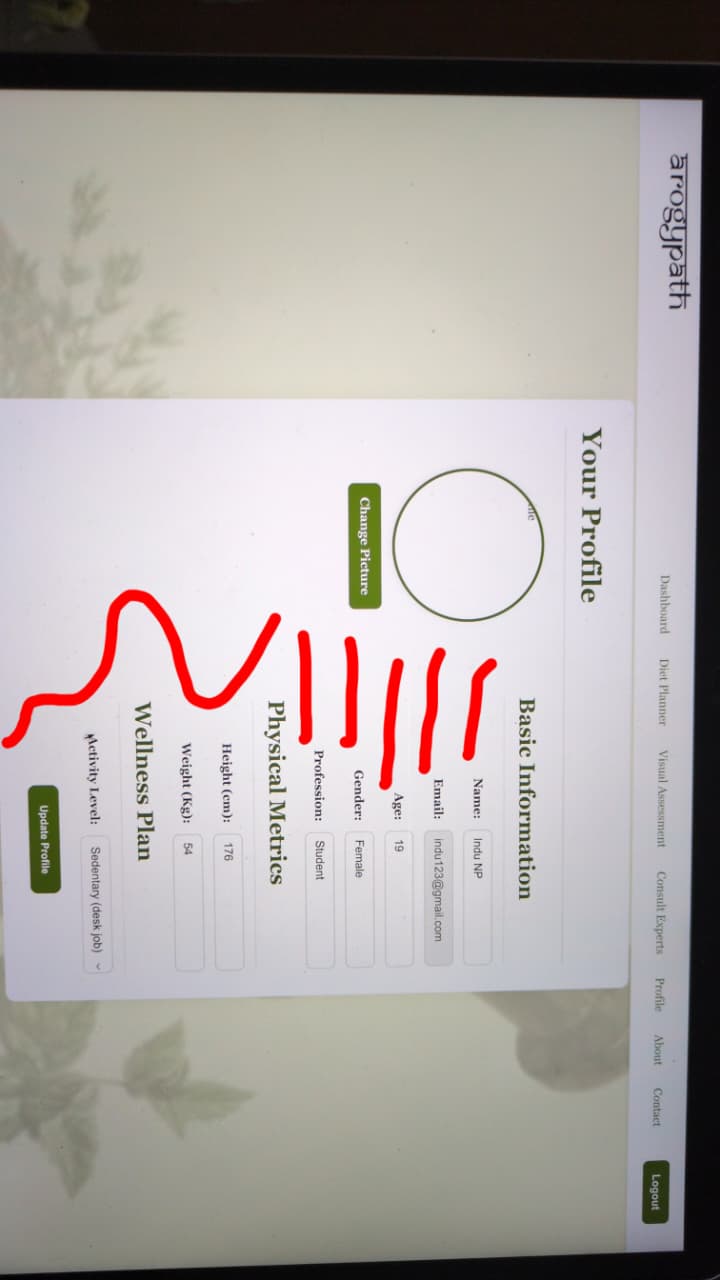 arogypath
Dashboard Diet Planner Visual Assessment Consult Experts Profile About Contact Logout
Your Profile
Change Picture
Basic Information
Name: Indu NP
Email: indu123@gmail.com
Age: 19
Gender: Female
Profession: Student
Physical Metrics
Height (cm): 176
Weight (Kg): 54
Wellness Plan
Activity Level: Sedentary (desk job)
Update Profile